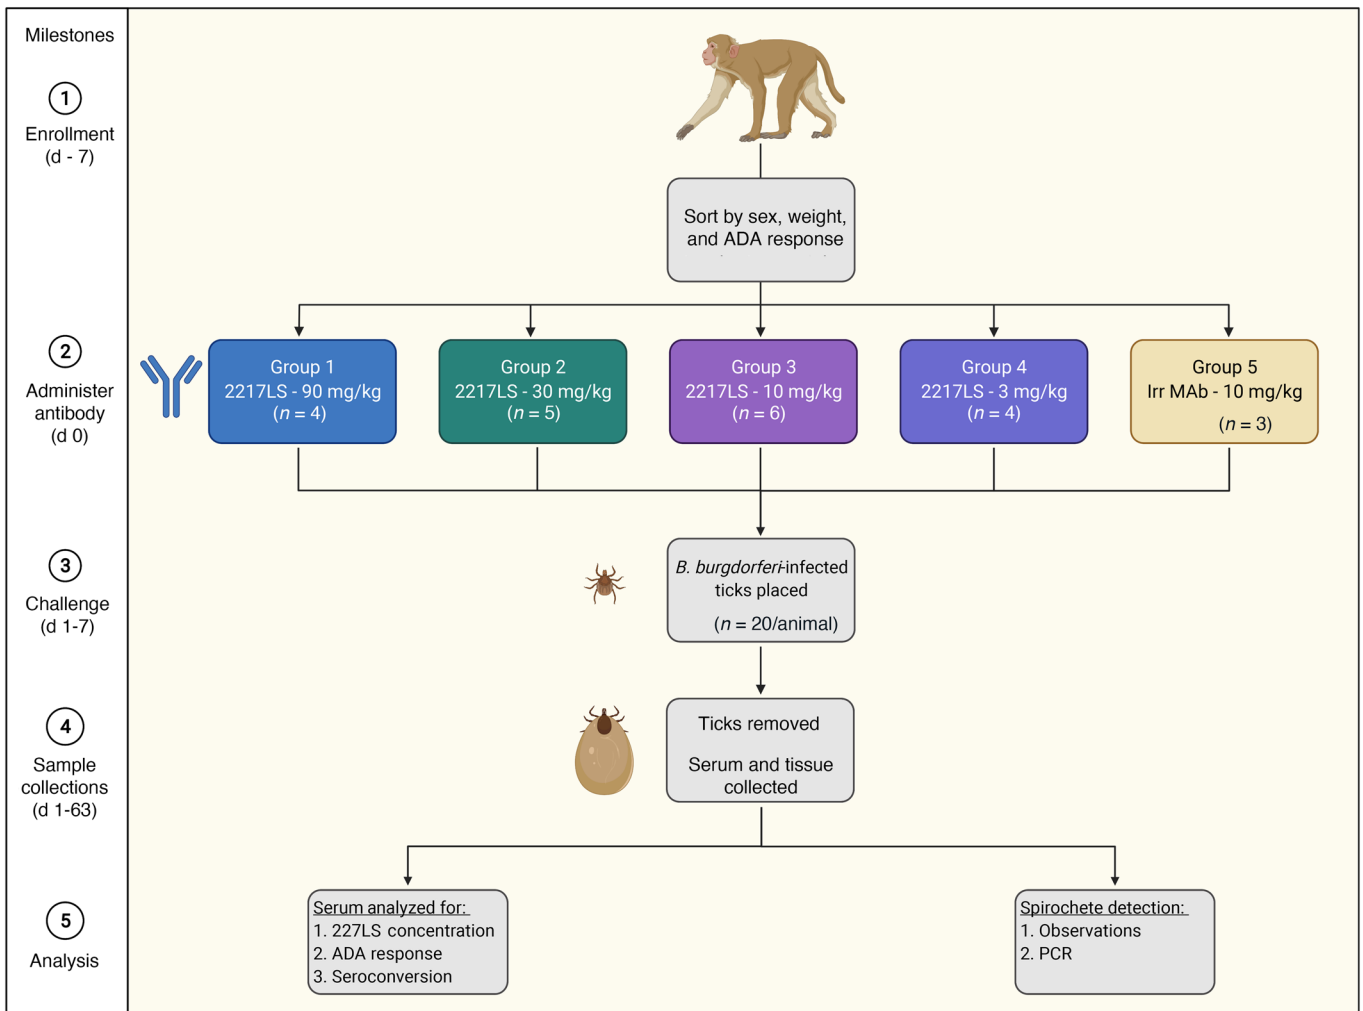 Milestones
1
Enrollment
(d - 7)
Sort by sex, weight,
and ADA response
2
Administer
antibody
(d 0)
Group 1
2217LS - 90 mg/kg
(n = 4)
Group 2
2217LS - 30 mg/kg
(n = 5)
Group 3
2217LS - 10 mg/kg
(n = 6)
Group 4
2217LS - 3 mg/kg
(n = 4)
Group 5
Irr MAb - 10 mg/kg
(n = 3)
3
Challenge
(d 1-7)
B. burgdorferi-infected
ticks placed
(n = 20/animal)
4
Sample
collections
(d 1-63)
Ticks removed
Serum and tissue
collected
5
Analysis
Serum analyzed for:
1. 227LS concentration
2. ADA response
3. Seroconversion
Spirochete detection:
1. Observations
2. PCR